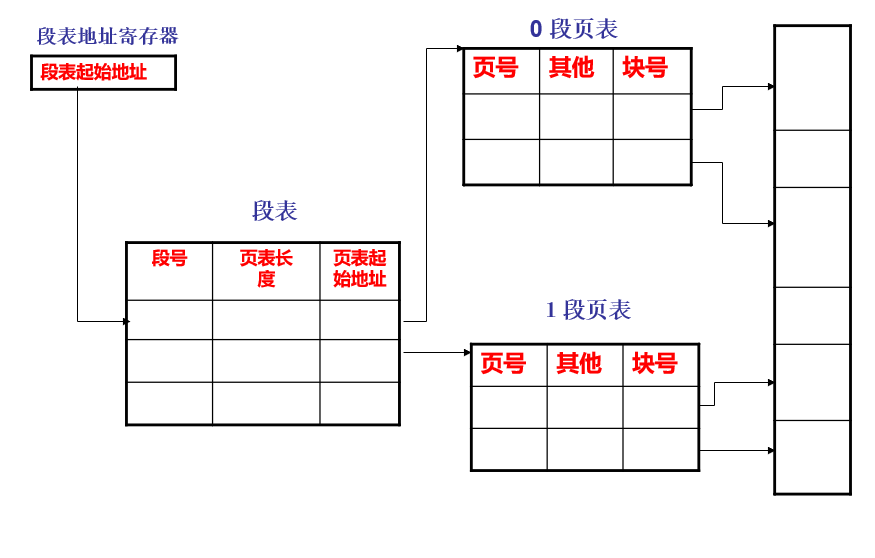 段表地址寄存器
段表起始地址
0 段页表
页号 其他 块号
段表
段号 页表长度 页表起始地址
1 段页表
页号 其他 块号